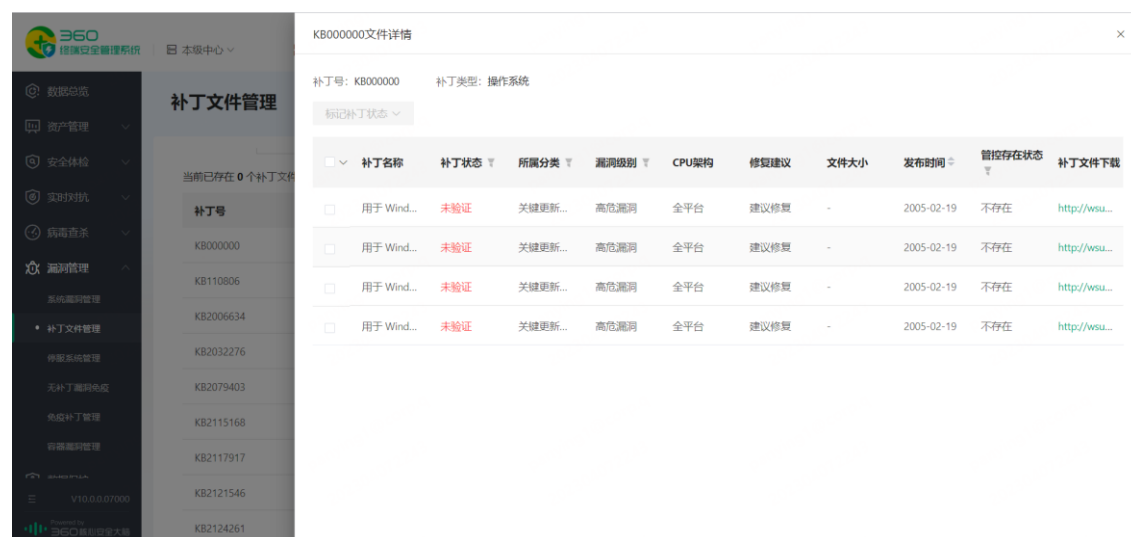 360
终端安全管理系统
本级中心
KB000000文件详情
数据总览
资产管理
安全体检
实时对抗
病毒查杀
漏洞管理
系统漏洞管理
补丁文件管理
停服系统管理
无补丁漏洞免疫
免疫补丁管理
容器漏洞管理
V10.0.0.07000
Powered by
补丁文件管理
当前已存在 0 个补丁文件
补丁号
KB000000
KB110806
KB2006634
KB2032276
KB2079403
KB2115168
KB2117917
KB2121546
KB2124261
补丁号: KB000000 补丁类型: 操作系统
标记补丁状态
补丁名称 补丁状态 所属分类 漏洞级别 CPU架构 修复建议 文件大小 发布时间 管控存在状态 补丁文件下载
用于 Wind... 未验证 关键更新... 高危漏洞 全平台 建议修复 - 2005-02-19 不存在 http://wsu...
用于 Wind... 未验证 关键更新... 高危漏洞 全平台 建议修复 - 2005-02-19 不存在 http://wsu...
用于 Wind... 未验证 关键更新... 高危漏洞 全平台 建议修复 - 2005-02-19 不存在 http://wsu...
用于 Wind... 未验证 关键更新... 高危漏洞 全平台 建议修复 - 2005-02-19 不存在 http://wsu...